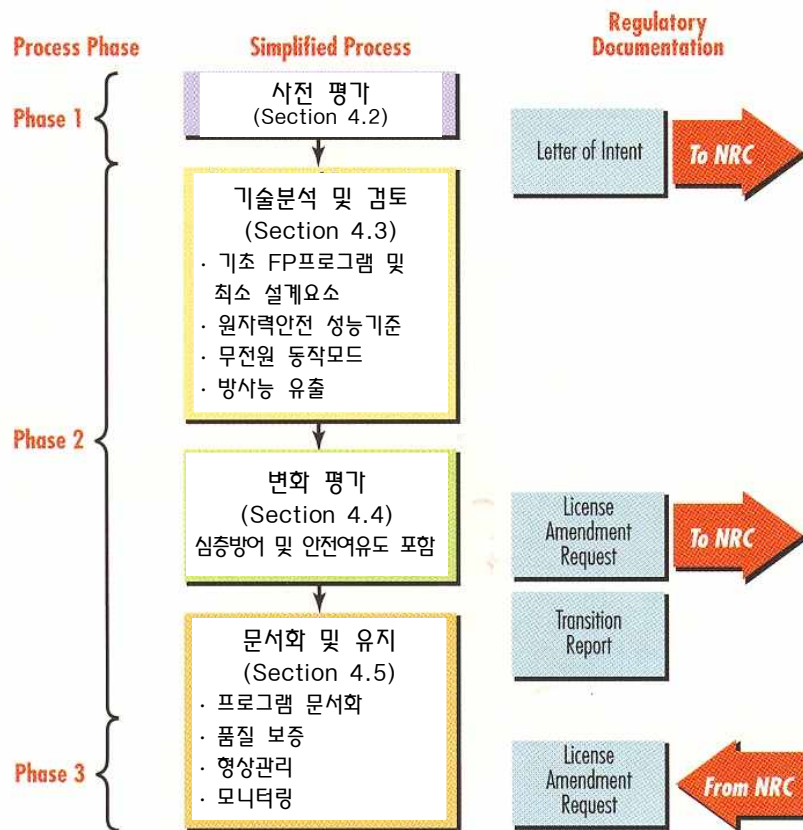 Process Phase
Simplified Process
Regulatory
Documentation
Phase 1
사전 평가
(Section 4.2)
Letter of Intent
To NRC
Phase 2
기술분석 및 검토
(Section 4.3)
· 기초 FP프로그램 및
최소 설계요소
· 원자력안전 성능기준
· 무전원 동작모드
· 방사능 유출
변화 평가
(Section 4.4)
심층방어 및 안전여유도 포함
License
Amendment
Request
To NRC
Transition
Report
Phase 3
문서화 및 유지
(Section 4.5)
· 프로그램 문서화
· 품질 보증
· 형상관리
· 모니터링
License
Amendment
Request
From NRC